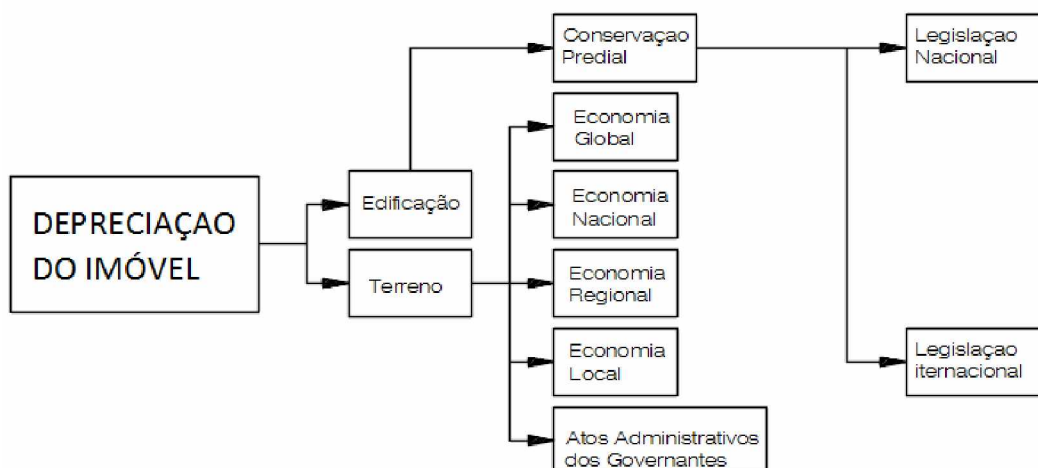 DEPRECIAÇAO
DO IMÓVEL
Edificação
Terreno
Conservaçao
Predial
Economia
Global
Economia
Nacional
Economia
Regional
Economia
Local
Atos Administrativos
dos Governantes
Legislaçao
Nacional
Legislaçao
iternacional